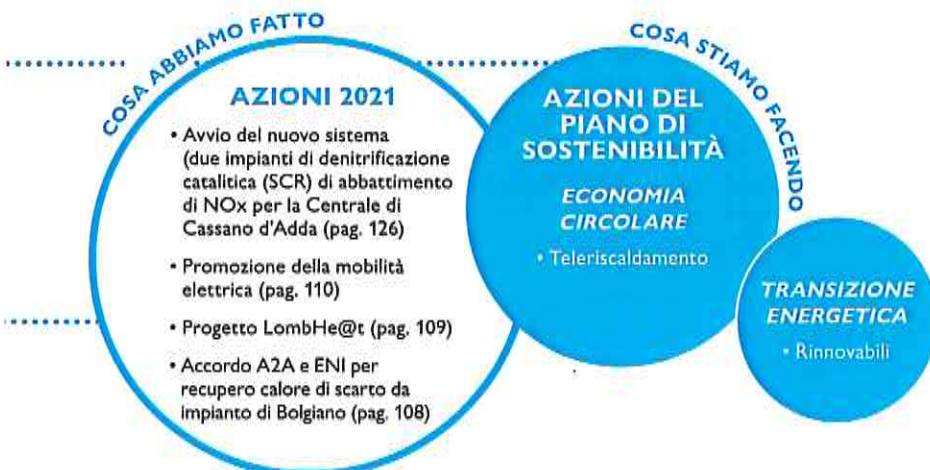 COSA ABBIAMO FATTO
AZIONI 2021
• Avvio del nuovo sistema
(due impianti di denitrificazione
catalitica (SCR) di abbattimento
di NOx per la Centrale di
Cassano d'Adda (pag. 126)
• Promozione della mobilità
elettrica (pag. 110)
• Progetto LombHe@t (pag. 109)
• Accordo A2A e ENI per
recupero calore di scarto da
impianto di Bolgiano (pag. 108)
COSA STIAMO FACENDO
AZIONI DEL
PIANO DI
SOSTENIBILITÀ
ECONOMIA
CIRCOLARE
• Teleriscaldamento
TRANSIZIONE
ENERGETICA
• Rinnovabili